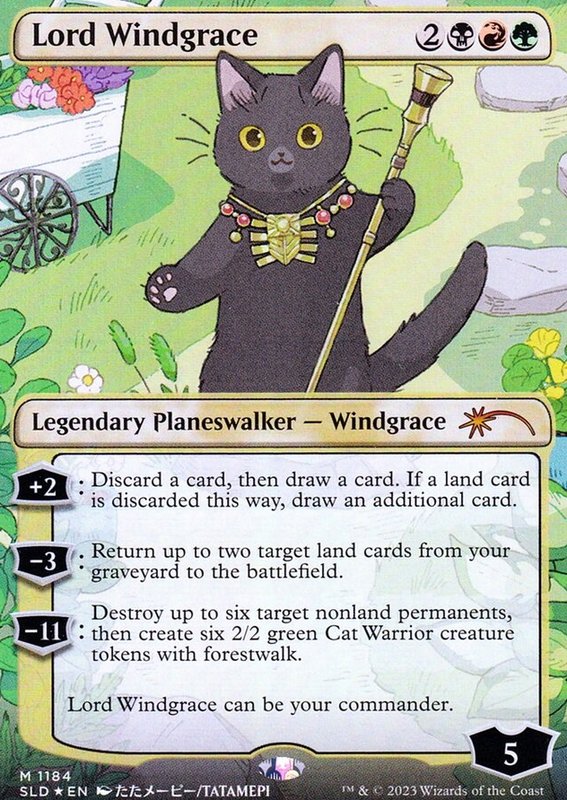 Lord Windgrace 2
Legendary Planeswalker — Windgrace
+2 : Discard a card, then draw a card. If a land card
is discarded this way, draw an additional card.
−3 : Return up to two target land cards from your
graveyard to the battlefield.
−11 : Destroy up to six target nonland permanents,
then create six 2/2 green Cat Warrior creature
tokens with forestwalk.
Lord Windgrace can be your commander.
5
M 1184
SLD ★ EN たたメーピー/TATAMEPI
™ & © 2023 Wizards of the Coast